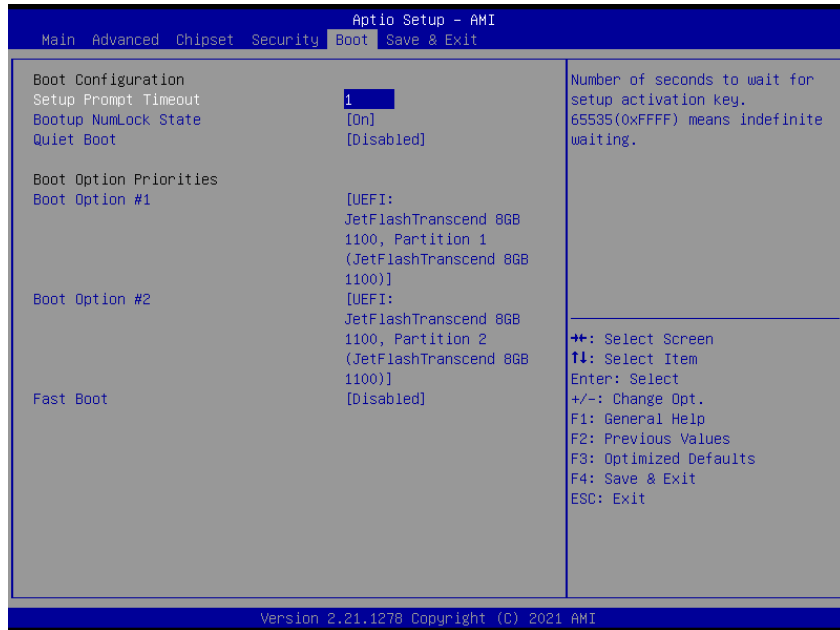 Aptio Setup – AMI
Main Advanced Chipset Security Boot Save & Exit
Boot Configuration
Setup Prompt Timeout 1
Bootup NumLock State [On]
Quiet Boot [Disabled]
Boot Option Priorities
Boot Option #1 [UEFI:
JetFlashTranscend 8GB
1100, Partition 1
(JetFlashTranscend 8GB
1100)]
Boot Option #2 [UEFI:
JetFlashTranscend 8GB
1100, Partition 2
(JetFlashTranscend 8GB
1100)]
Fast Boot [Disabled]
Number of seconds to wait for
setup activation key.
65535(0xFFFF) means indefinite
waiting.
→←: Select Screen
↑↓: Select Item
Enter: Select
+/-: Change Opt.
F1: General Help
F2: Previous Values
F3: Optimized Defaults
F4: Save & Exit
ESC: Exit
Version 2.21.1278 Copyright (C) 2021 AMI